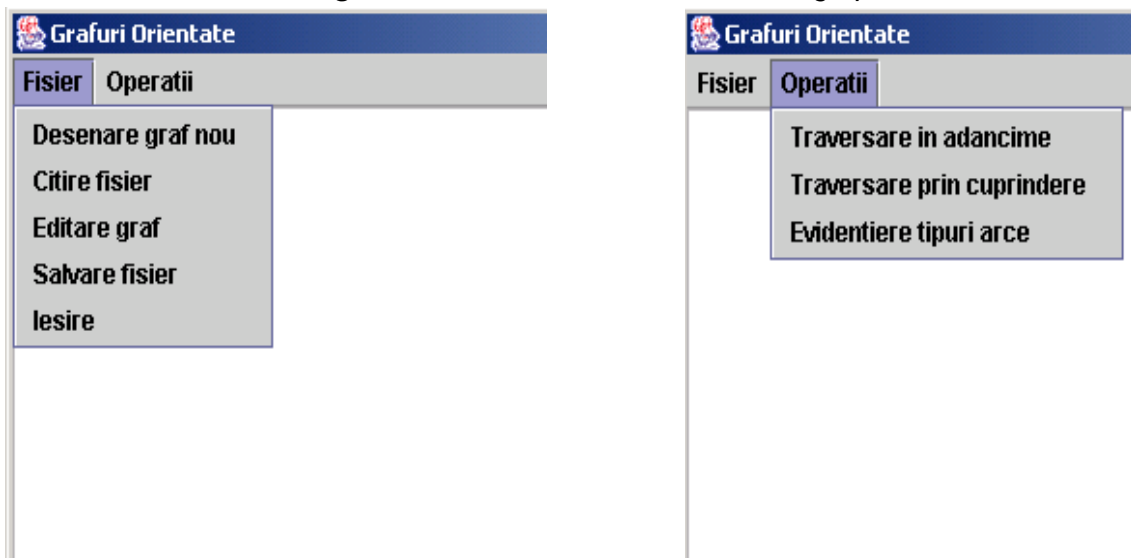 Grafuri Orientate
Fisier Operatii
Desenare graf nou
Citire fisier
Editare graf
Salvare fisier
Iesire
Grafuri Orientate
Fisier Operatii
Traversare in adancime
Traversare prin cuprindere
Evidentiere tipuri arce